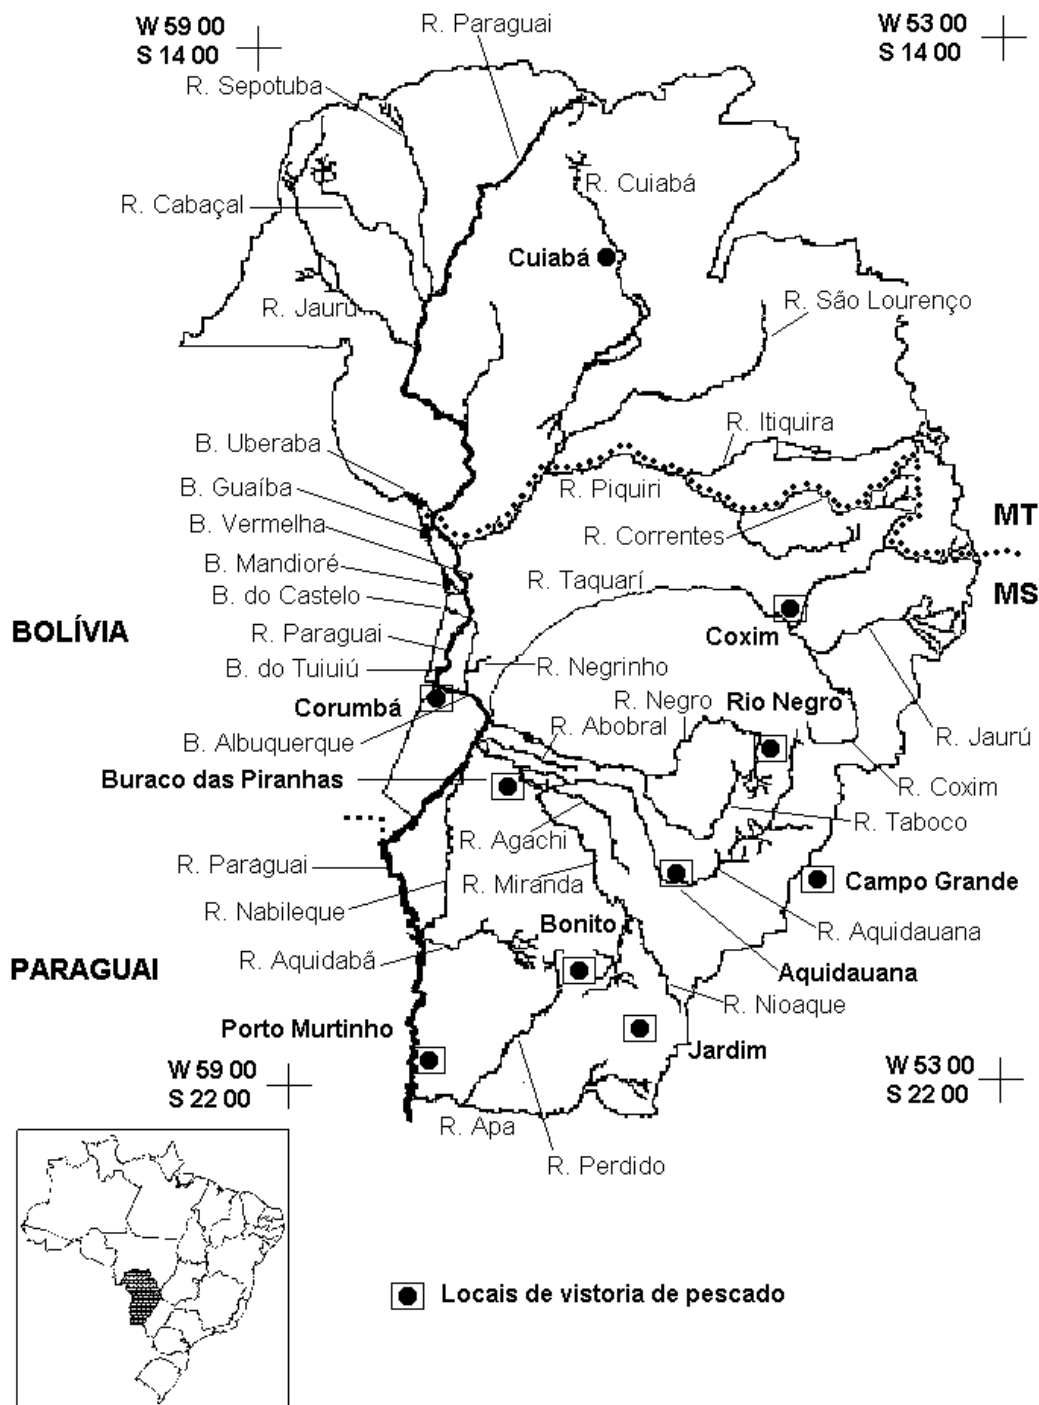 W 59 00
S 14 00
R. Paraguai
W 53 00
S 14 00
R. Sepotuba
R. Cuiabá
R. Cabaçal
Cuiabá
R. Jaurú
R. São Lourenço
R. Itiquira
B. Uberaba
R. Piquiri
B. Guaíba
B. Vermelha
MT
R. Correntes
B. Mandioré
R. Taquarí
B. do Castelo
MS
BOLÍVIA
R. Paraguai
Coxim
B. do Tuiuiú
R. Negrinho
R. Negro
Rio Negro
Corumbá
R. Abobral
R. Jaurú
B. Albuquerque
Buraco das Piranhas
R. Coxim
R. Taboco
R. Agachi
R. Paraguai
R. Miranda
Campo Grande
R. Nabileque
Bonito
R. Aquidauana
R. Aquidabã
PARAGUAI
Aquidauana
R. Nioaque
Porto Murtinho
Jardim
W 59 00
S 22 00
W 53 00
S 22 00
R. Apa
R. Perdido
Locais de vistoria de pescado